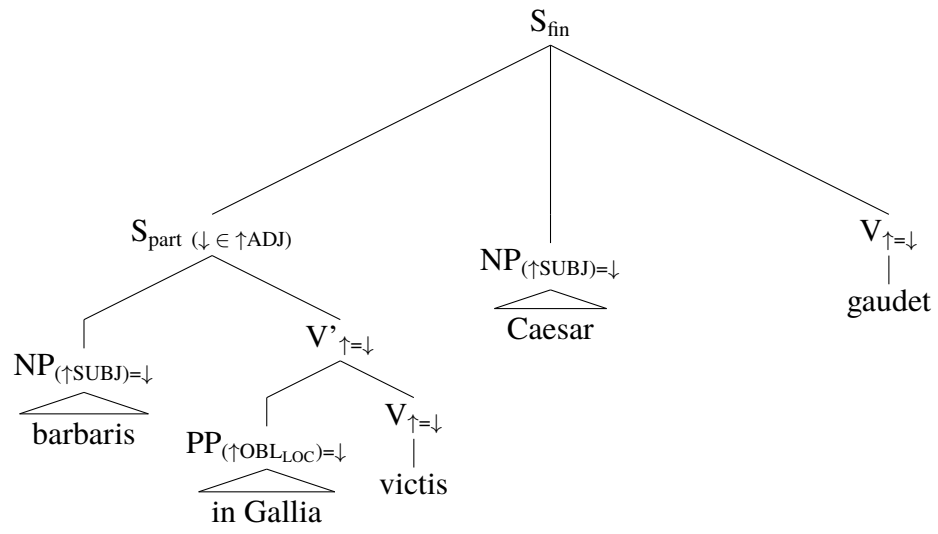 S_fin
S_part (↓ ∈ ↑ADJ)
NP_(↑SUBJ)=↓
V_↑=↓
Caesar
gaudet
NP_(↑SUBJ)=↓
V'_↑=↓
barbaris
PP_(↑OBL_LOC)=↓
V_↑=↓
in Gallia
victis